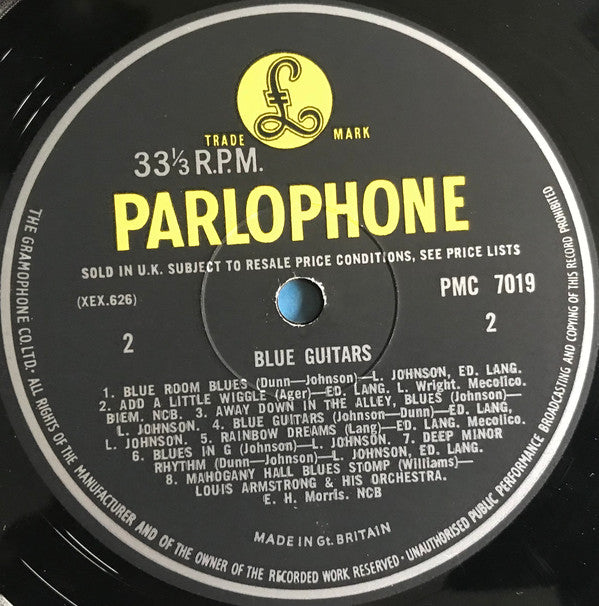 £
TRADE MARK
33⅓ R.P.M.
PARLOPHONE
SOLD IN U.K. SUBJECT TO RESALE PRICE CONDITIONS, SEE PRICE LISTS
(XEX.626)
PMC 7019
2
2
BLUE GUITARS
1. BLUE ROOM BLUES (Dunn—Johnson)—L. JOHNSON, ED. LANG.
2. ADD A LITTLE WIGGLE (Ager)—ED. LANG. L. Wright. Mecolico.
BIEM, NCB. 3. AWAY DOWN IN THE ALLEY, BLUES (Johnson)—
L. JOHNSON. 4. BLUE GUITARS (Johnson—Dunn)—ED. LANG,
L. JOHNSON. 5. RAINBOW DREAMS (Lang)—ED. LANG. Mecolico.
6. BLUES IN G (Johnson)—L. JOHNSON. 7. DEEP MINOR
RHYTHM (Dunn—Johnson)—L. JOHNSON, ED. LANG.
8. MAHOGANY HALL BLUES STOMP (Williams)—
LOUIS ARMSTRONG & HIS ORCHESTRA.
E. H. Morris. NCB
MADE IN Gt. BRITAIN
THE GRAMOPHONE CO. LTD. · ALL RIGHTS OF THE MANUFACTURER AND OF THE OWNER OF THE RECORDED WORK RESERVED · UNAUTHORISED PUBLIC PERFORMANCE BROADCASTING AND COPYING OF THIS RECORD PROHIBITED